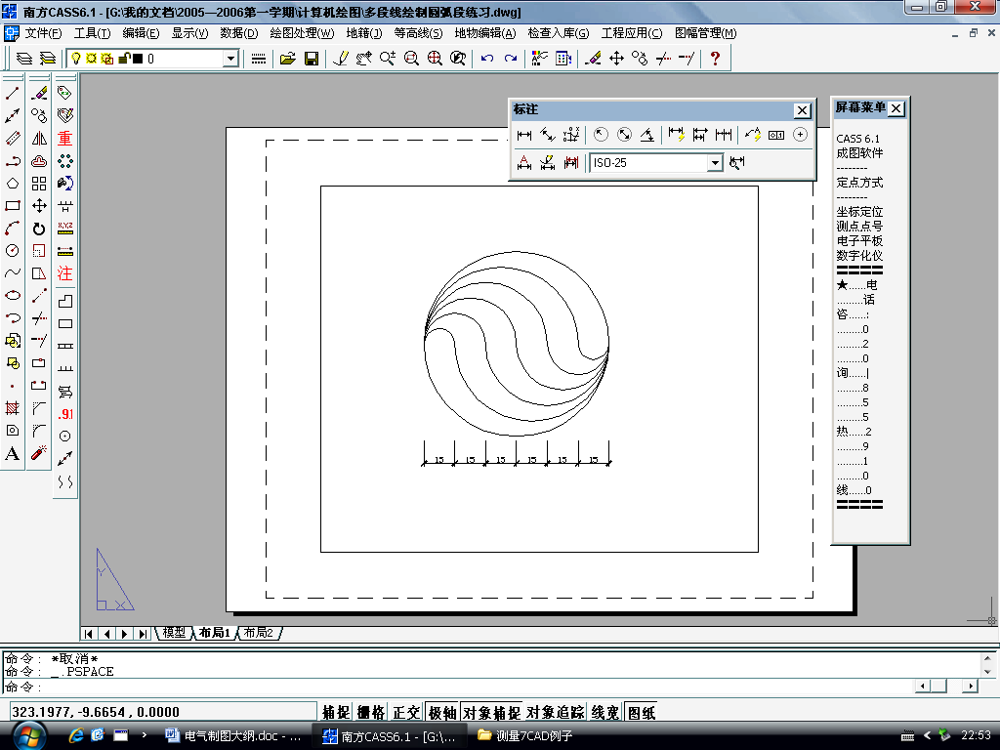 南方CASS6.1 - [G:\我的文档\2005—2006第一学期\计算机绘图\多段线绘制圆弧段练习.dwg]
文件(F) 工具(T) 编辑(E) 显示(V) 数据(D) 绘图处理(W) 地籍(J) 等高线(S) 地物编辑(A) 检查入库(G) 工程应用(C) 图幅管理(M)
0
标注
ISO-25
屏幕菜单
CASS 6.1
成图软件
--------
定点方式
--------
坐标定位
测点点号
电子平板
数字化仪
====
★......电
.........话
咨......:
.........0
.........2
.........0
询......|
.........8
.........5
.........5
热......2
.........9
.........1
.........0
线......0
====
重
X,Y,Z
注
.91
A
15 15 15 15 15 15
Y
X
模型 布局1 布局2
命令: *取消*
命令: _.PSPACE
命令:
323.1977, -9.6654 , 0.0000
捕捉 栅格 正交 极轴 对象捕捉 对象追踪 线宽 图纸
电气制图大纲.doc - ...
南方CASS6.1 - [G:\...
测量7CAD例子
22:53